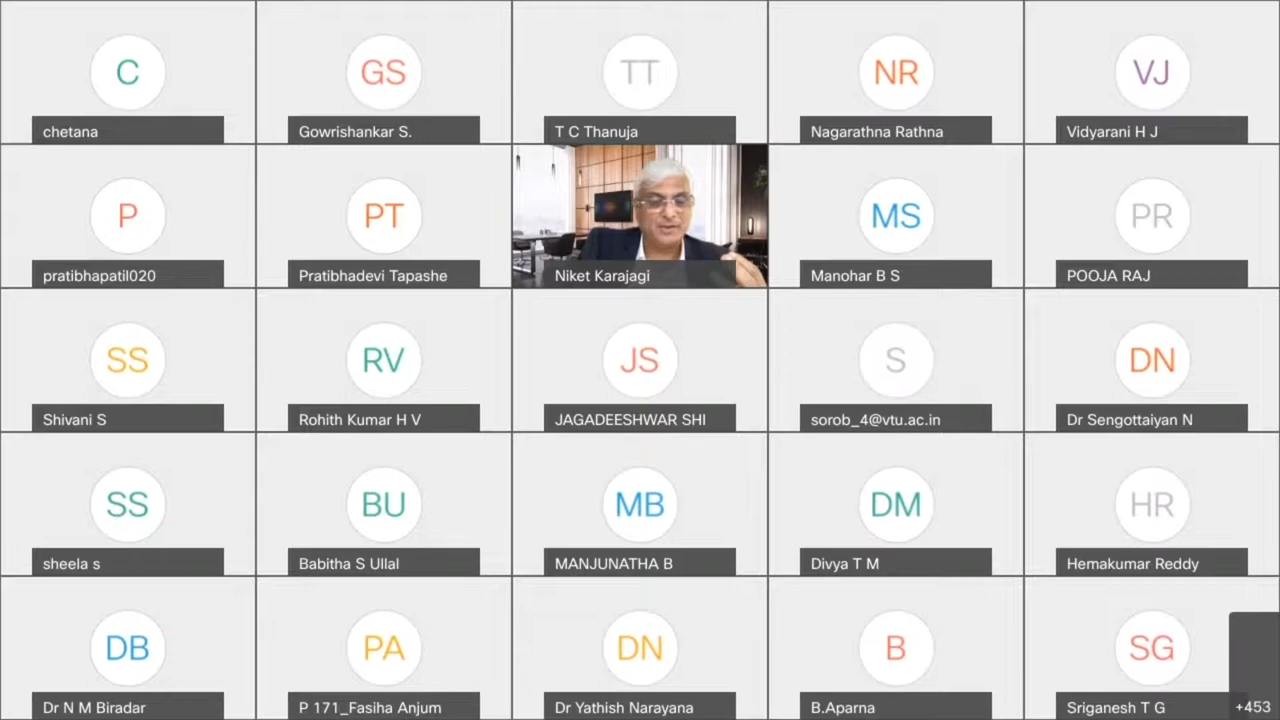 C
GS
TT
NR
VJ
chetana
Gowrishankar S.
T C Thanuja
Nagarathna Rathna
Vidyarani H J
P
PT
MS
PR
pratibhapatil020
Pratibhadevi Tapashe
Niket Karajagi
Manohar B S
POOJA RAJ
SS
RV
JS
S
DN
Shivani S
Rohith Kumar H V
JAGADEESHWAR SHI
sorob_4@vtu.ac.in
Dr Sengottaiyan N
SS
BU
MB
DM
HR
sheela s
Babitha S Ullal
MANJUNATHA B
Divya T M
Hemakumar Reddy
DB
PA
DN
B
SG
Dr N M Biradar
P 171_Fasiha Anjum
Dr Yathish Narayana
B.Aparna
Sriganesh T G
+453